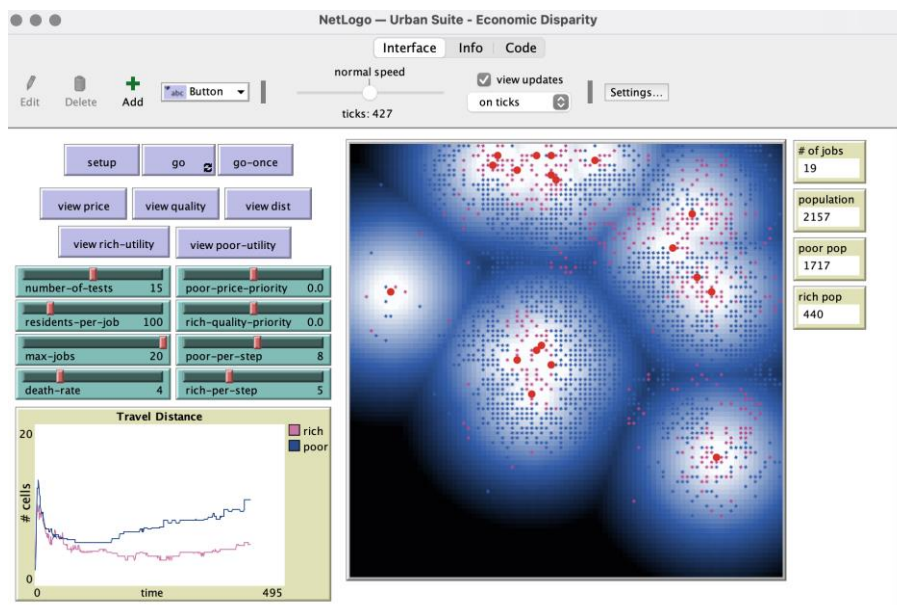 NetLogo — Urban Suite - Economic Disparity
Interface Info Code
Edit Delete Add abc Button normal speed view updates Settings...
ticks: 427 on ticks
setup go go-once
view price view quality view dist
view rich-utility view poor-utility
number-of-tests 15 poor-price-priority 0.0
residents-per-job 100 rich-quality-priority 0.0
max-jobs 20 poor-per-step 8
death-rate 4 rich-per-step 5
Travel Distance
20
# cells
0
0 time 495
rich
poor
# of jobs
19
population
2157
poor pop
1717
rich pop
440